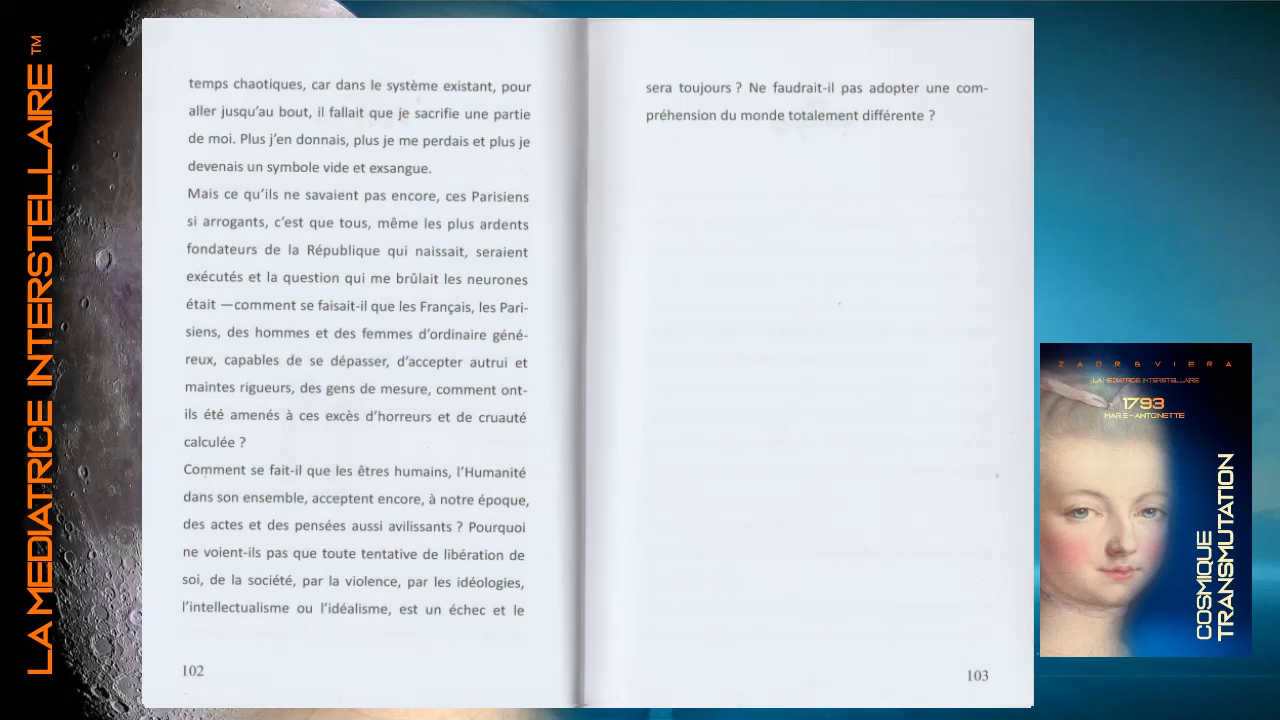 LA MEDIATRICE INTERSTELLAIRE ™
temps chaotiques, car dans le système existant, pour
aller jusqu’au bout, il fallait que je sacrifie une partie
de moi. Plus j’en donnais, plus je me perdais et plus je
devenais un symbole vide et exsangue.
Mais ce qu’ils ne savaient pas encore, ces Parisiens
si arrogants, c’est que tous, même les plus ardents
fondateurs de la République qui naissait, seraient
exécutés et la question qui me brûlait les neurones
était —comment se faisait-il que les Français, les Pari-
siens, des hommes et des femmes d’ordinaire géné-
reux, capables de se dépasser, d’accepter autrui et
maintes rigueurs, des gens de mesure, comment ont-
ils été amenés à ces excès d’horreurs et de cruauté
calculée ?
Comment se fait-il que les êtres humains, l’Humanité
dans son ensemble, acceptent encore, à notre époque,
des actes et des pensées aussi avilissants ? Pourquoi
ne voient-ils pas que toute tentative de libération de
soi, de la société, par la violence, par les idéologies,
l’intellectualisme ou l’idéalisme, est un échec et le
102
sera toujours ? Ne faudrait-il pas adopter une com-
préhension du monde totalement différente ?
103
ZADR&VIERA
LA MEDIATRICE INTERSTELLAIRE
1793
MARIE-ANTOINETTE
COSMIQUE
TRANSMUTATION